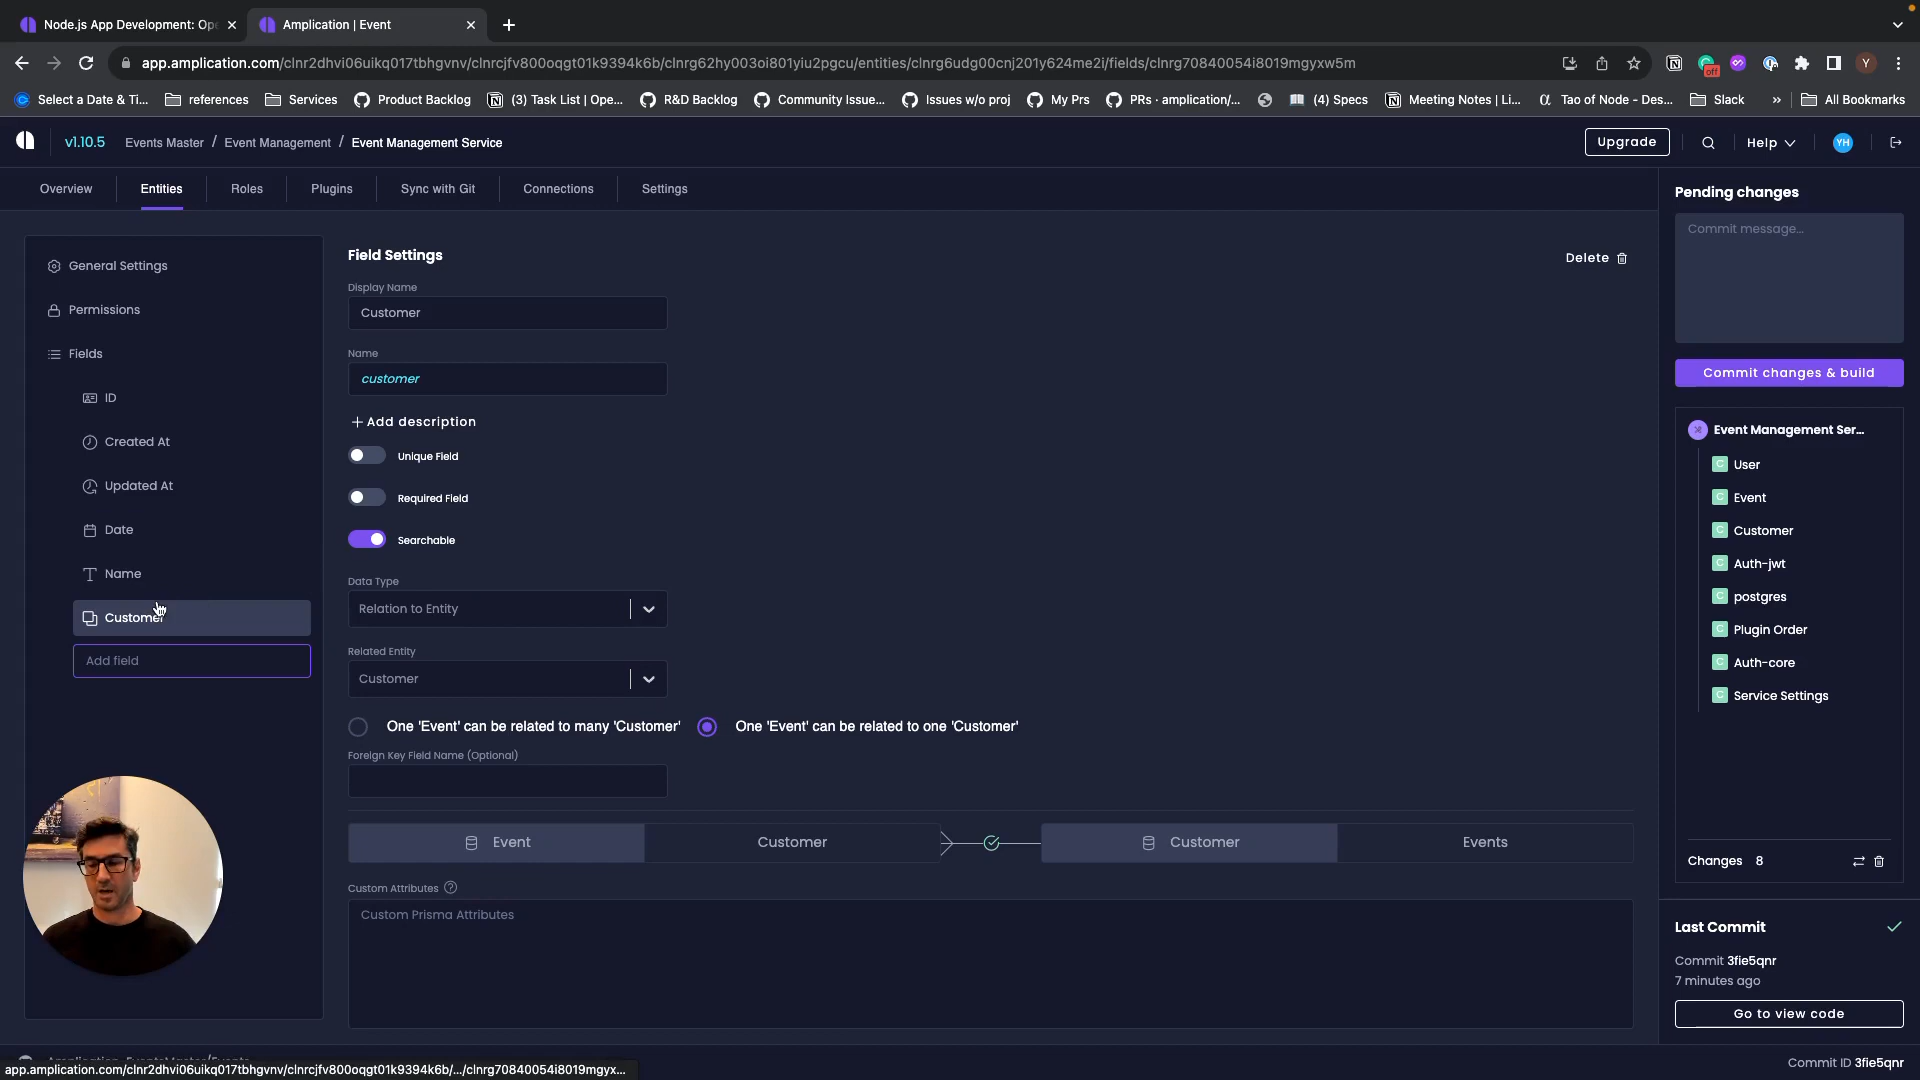 Node.js App Development: Ope
Amplication | Event
app.amplication.com/clnr2dhvi06uikq017tbhgvnv/clnrcjfv800oqgt01k9394k6b/clnrg62hy003oi801yiu2pgcu/entities/clnrg6udg00cnj201y624me2i/fields/clnrg70840054i8019mgyxw5m
off
Y
Select a Date & Ti...
references
Services
Product Backlog
(3) Task List | Ope...
R&D Backlog
Community Issue...
Issues w/o proj
My Prs
PRs · amplication/...
(4) Specs
Meeting Notes | Li...
Tao of Node - Des...
Slack
»
All Bookmarks
v1.10.5
Events Master / Event Management / Event Management Service
Upgrade
Help
YH
Overview
Entities
Roles
Plugins
Sync with Git
Connections
Settings
General Settings
Permissions
Fields
ID
Created At
Updated At
Date
Name
Customer
Add field
Field Settings
Delete
Display Name
Customer
Name
customer
+ Add description
Unique Field
Required Field
Searchable
Data Type
Relation to Entity
Related Entity
Customer
One 'Event' can be related to many 'Customer'
One 'Event' can be related to one 'Customer'
Foreign Key Field Name (Optional)
Event
Customer
Customer
Events
Custom Attributes
Custom Prisma Attributes
Pending changes
Commit message...
Commit changes & build
Event Management Ser...
C User
C Event
C Customer
C Auth-jwt
C postgres
C Plugin Order
C Auth-core
C Service Settings
Changes 8
Last Commit
Commit 3fie5qnr
7 minutes ago
Go to view code
app.amplication.com/clnr2dhvi06uikq017tbhgvnv/clnrcjfv800oqgt01k9394k6b/.../clnrg70840054i8019mgyx...
Commit ID 3fie5qnr